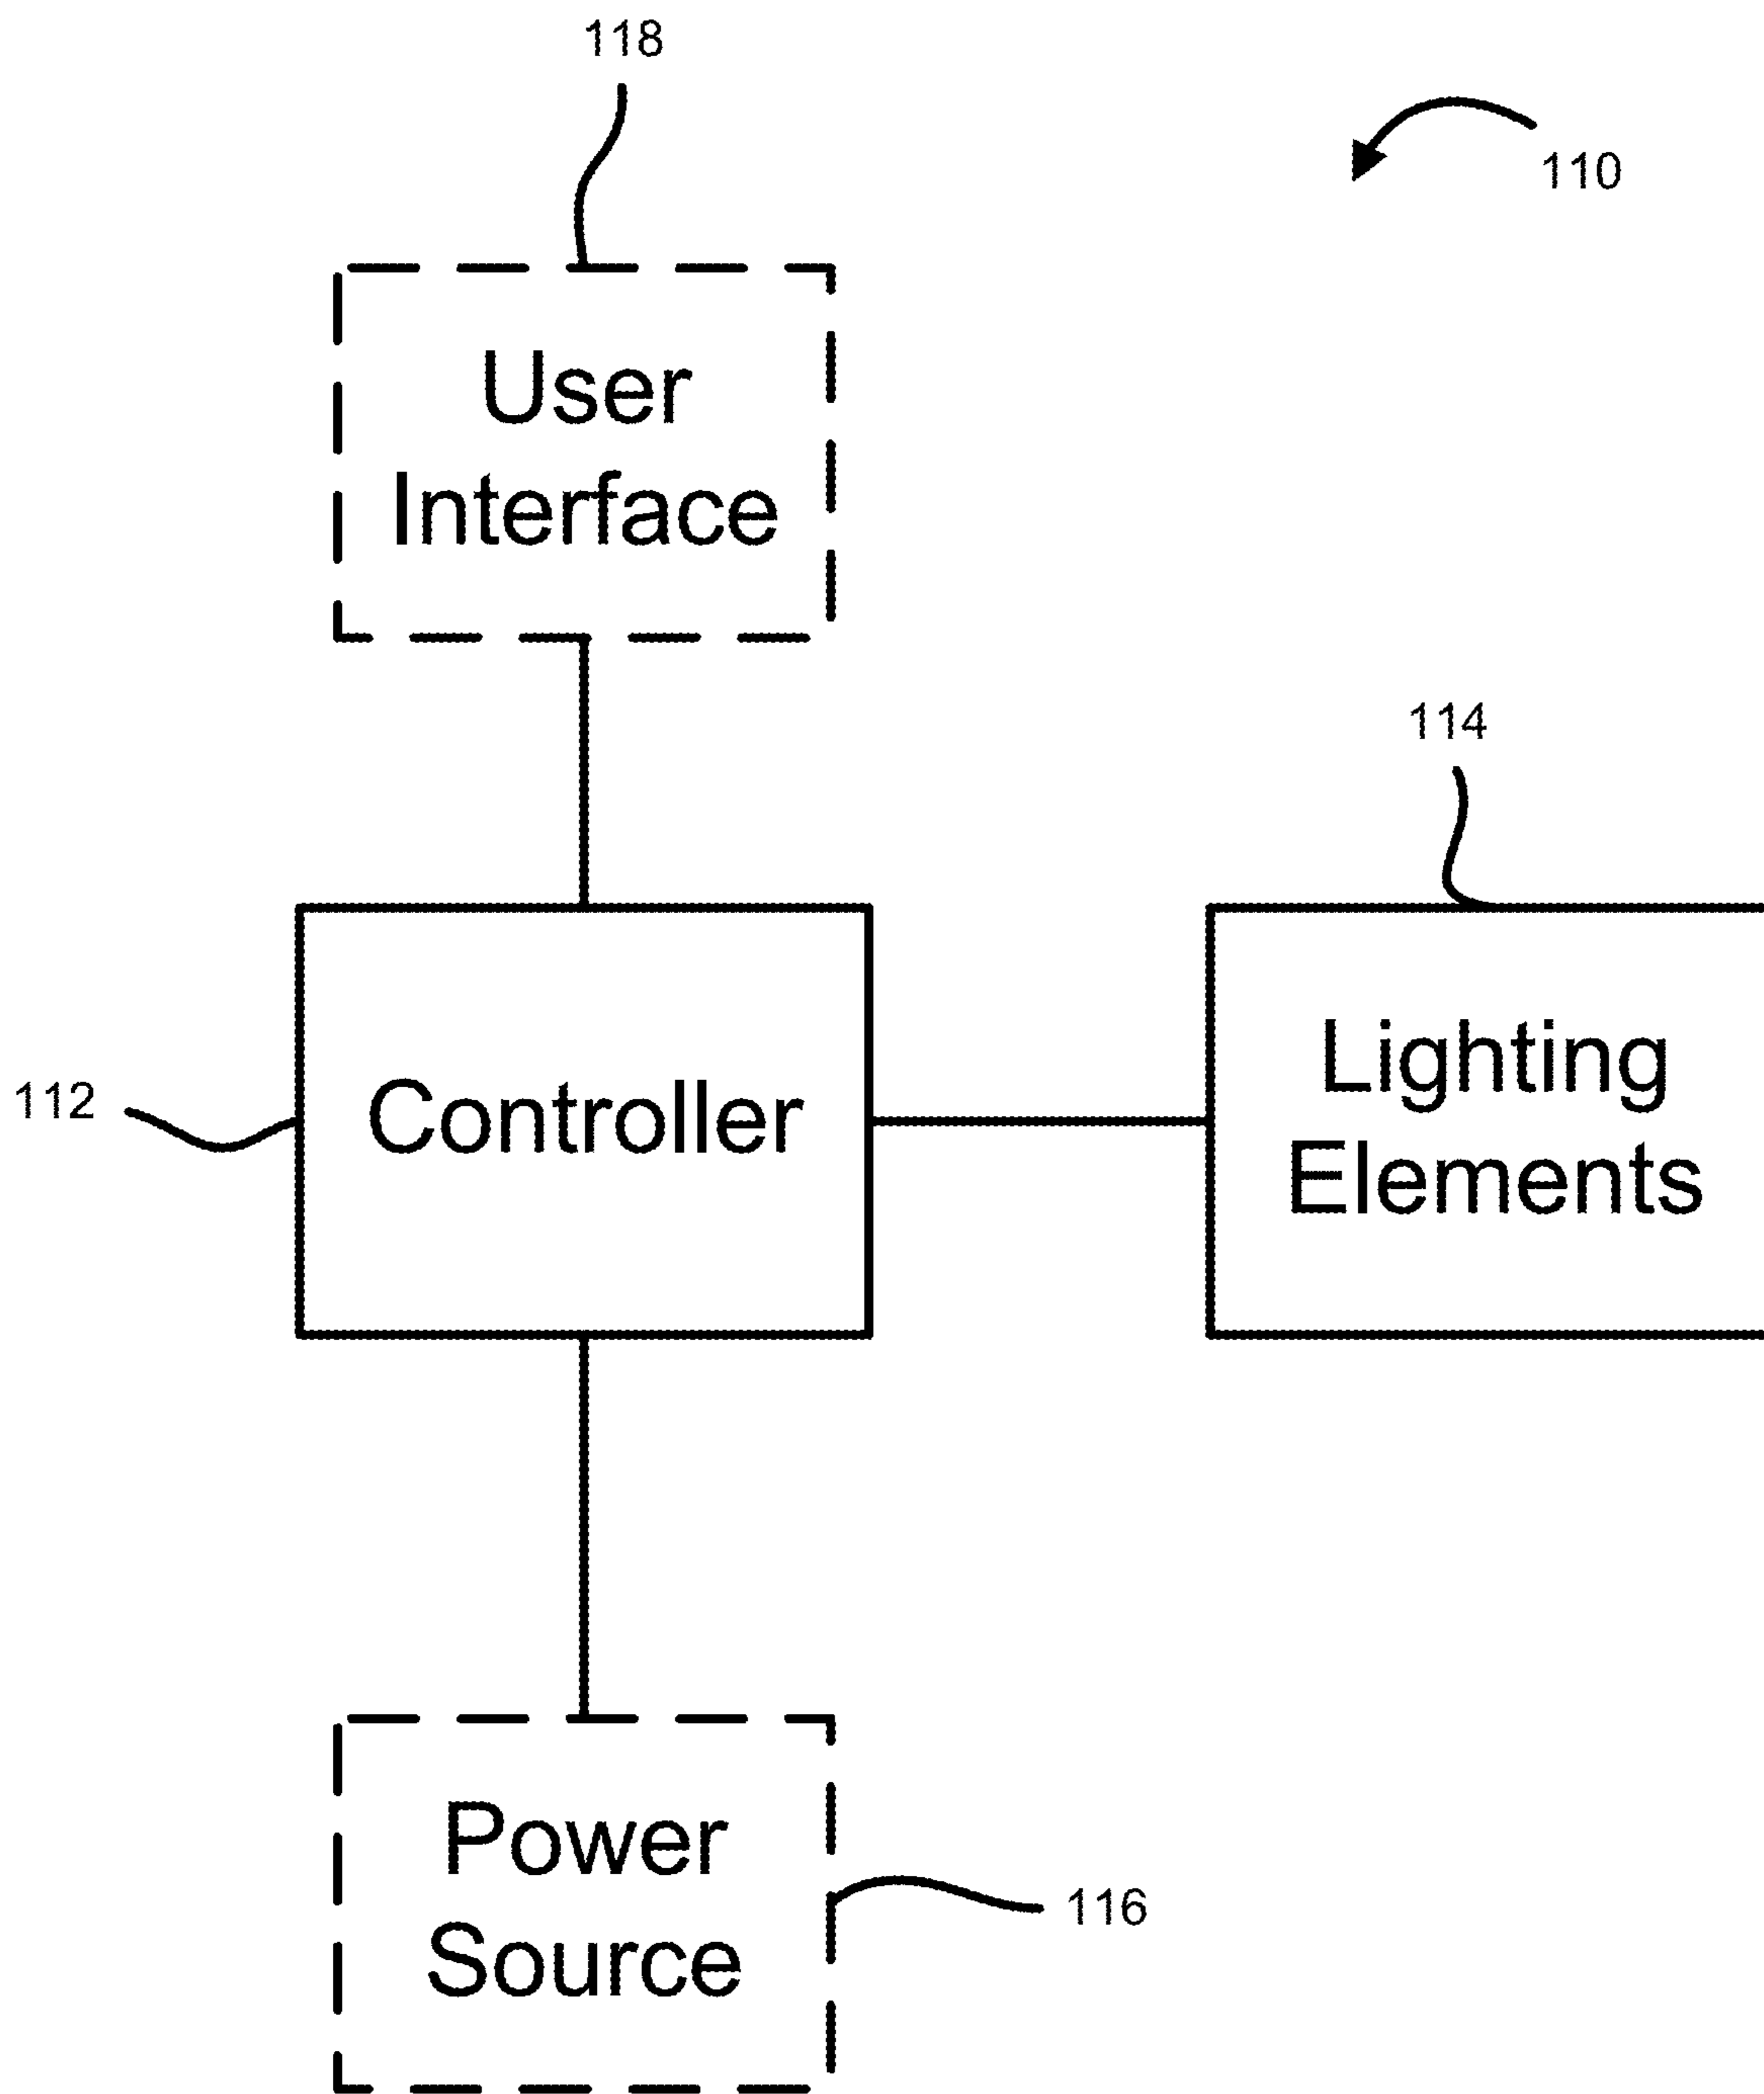 118
110
User
Interface
114
112
Controller
Lighting
Elements
Power
Source
116